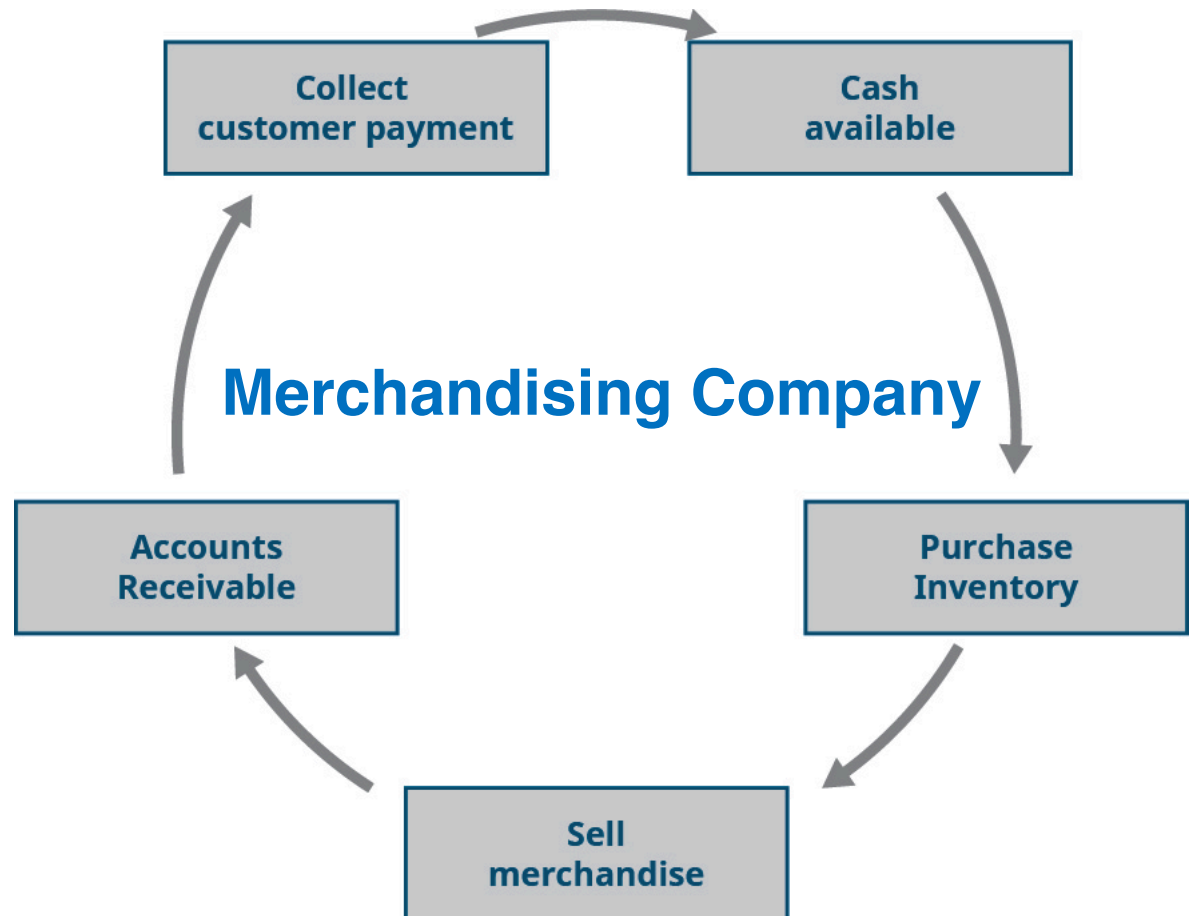 Collect
customer payment
Cash
available
Merchandising Company
Accounts
Receivable
Purchase
Inventory
Sell
merchandise